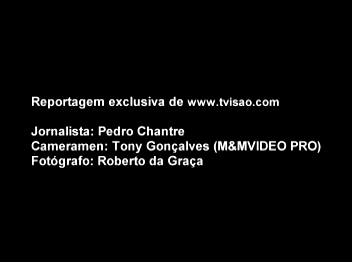 Reportagem exclusiva de www.tvisao.com
Jornalista: Pedro Chantre
Cameramen: Tony Gonçalves (M&MVIDEO PRO)
Fotógrafo: Roberto da Graça